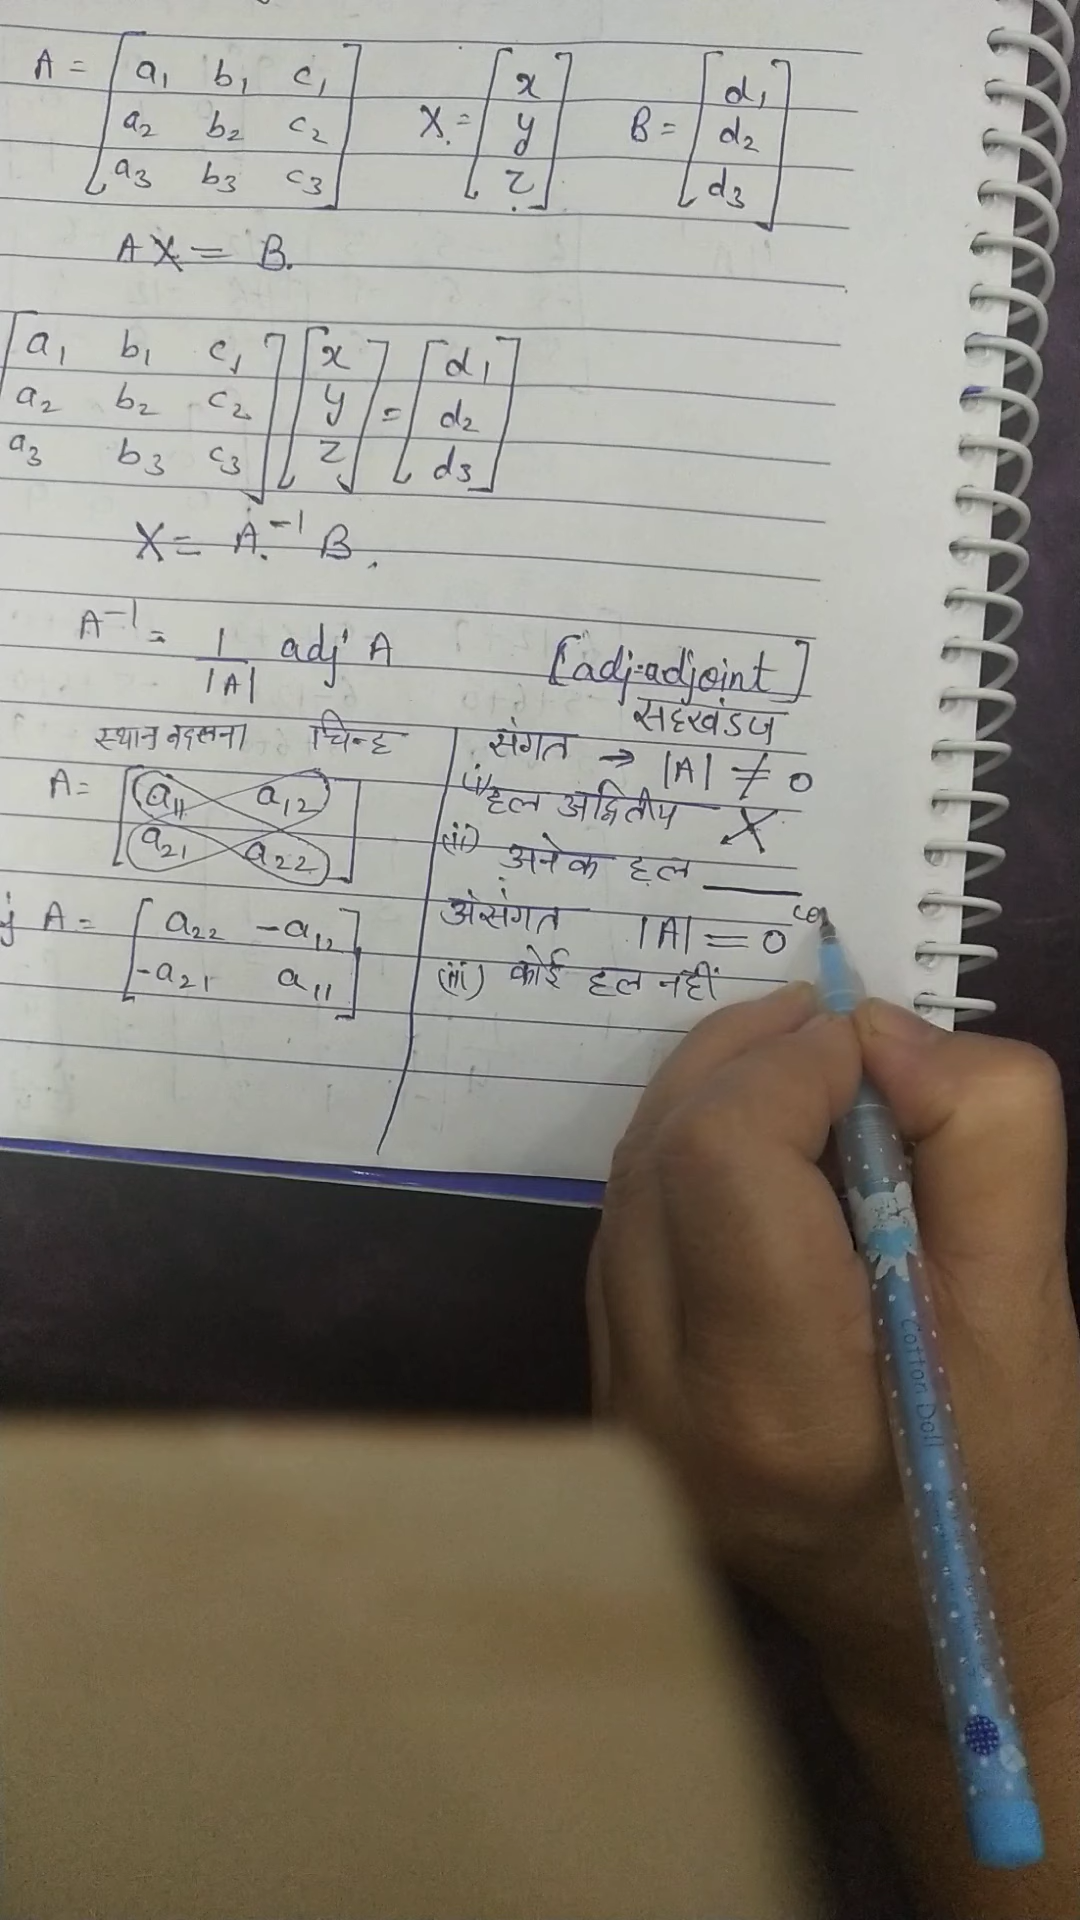 A = [a₁ b₁ c₁ X = [x B = [d₁
a₂ b₂ c₂ y d₂
a₃ b₃ c₃] z] d₃]
AX = B.
[a₁ b₁ c₁] [x] = [d₁]
a₂ b₂ c₂ y d₂
a₃ b₃ c₃ z d₃
X = A⁻¹ B.
A⁻¹ = 1/|A| adj A [adj-adjoint]
सहखंडज
स्थान चिन्ह
A = [a₁₁ a₁₂
a₂₁ a₂₂]
j A = [a₂₂ -a₁₂
-a₂₁ a₁₁]
संगत → |A| ≠ 0
(i) हल अद्वितीय
(ii) अनेक हल
असंगत |A| = 0
(iii) कोई हल नहीं
Cotton Doll